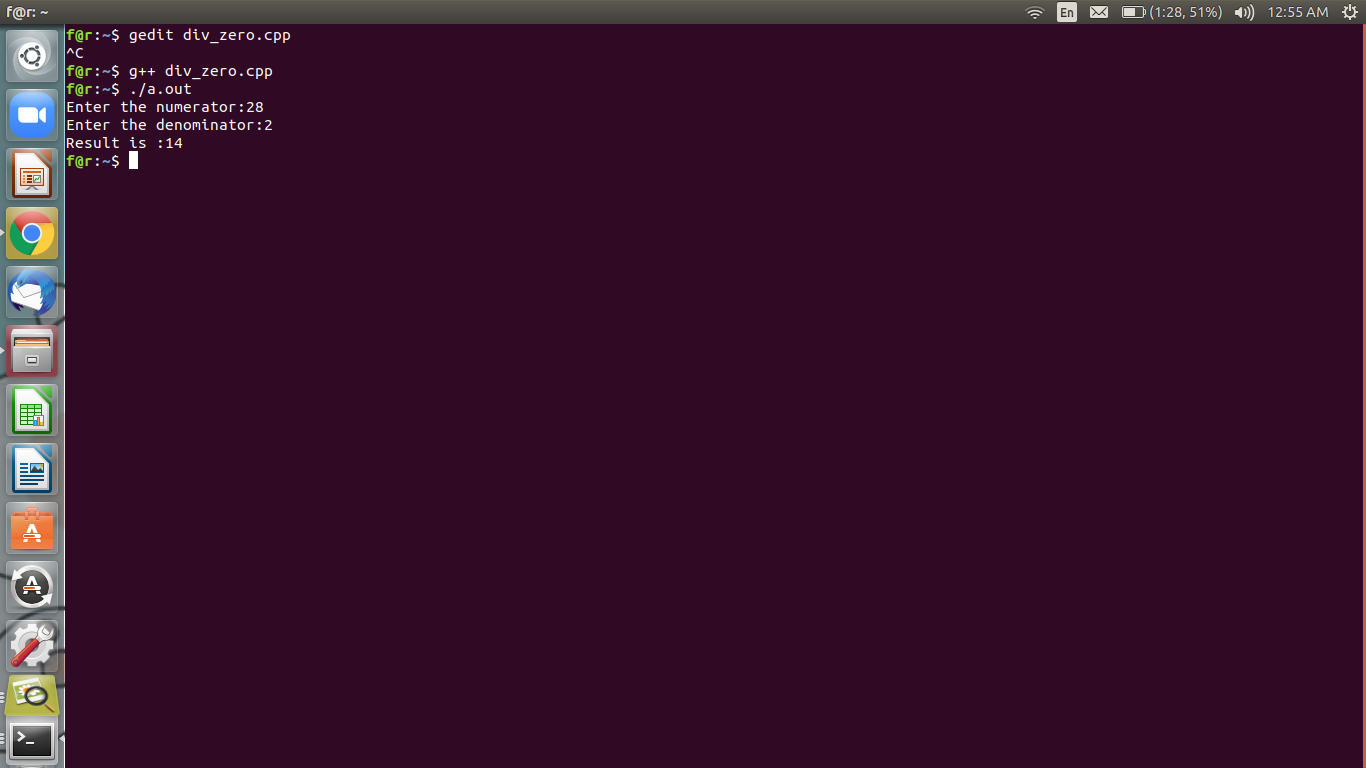 f@r: ~
En
(1:28, 51%)
12:55 AM
f@r:~$ gedit div_zero.cpp
^C
f@r:~$ g++ div_zero.cpp
f@r:~$ ./a.out
Enter the numerator:28
Enter the denominator:2
Result is :14
f@r:~$